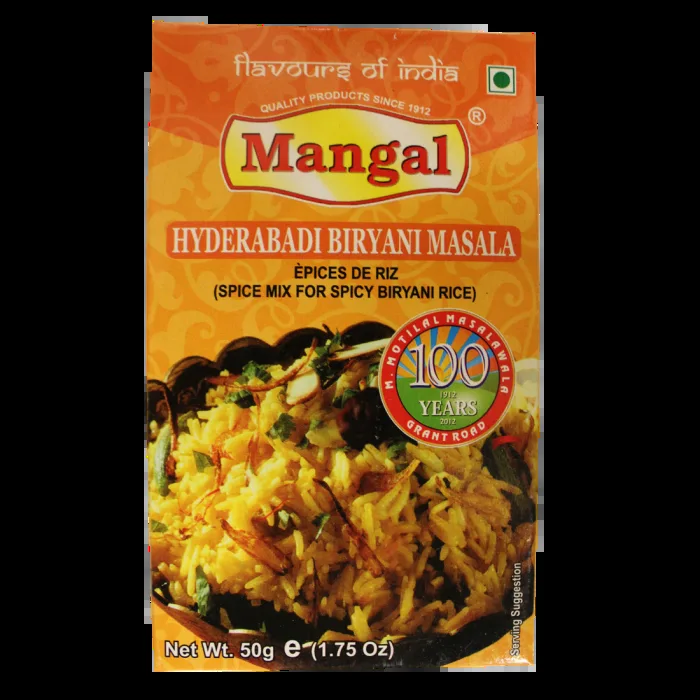 flavours of india
QUALITY PRODUCTS SINCE 1912
®
Mangal
HYDERABADI BIRYANI MASALA
ÈPICES DE RIZ
(SPICE MIX FOR SPICY BIRYANI RICE)
M. MOTILAL MASALAWALA
100
1912
YEARS
2012
GRANT ROAD
Serving Suggestion
Net Wt. 50g e (1.75 Oz)